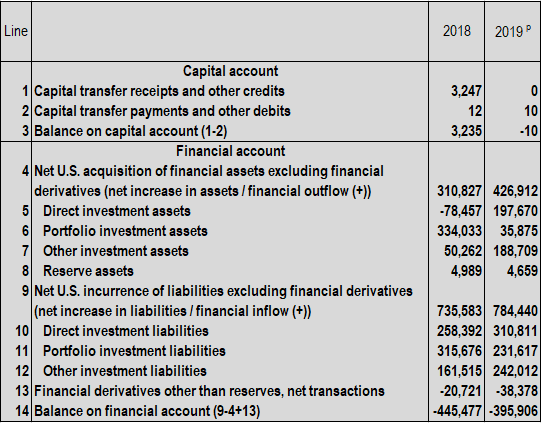 Line 2018 2019 p
Capital account
1 Capital transfer receipts and other credits 3,247 0
2 Capital transfer payments and other debits 12 10
3 Balance on capital account (1-2) 3,235 -10
Financial account
4 Net U.S. acquisition of financial assets excluding financial
derivatives (net increase in assets / financial outflow (+)) 310,827 426,912
5 Direct investment assets -78,457 197,670
6 Portfolio investment assets 334,033 35,875
7 Other investment assets 50,262 188,709
8 Reserve assets 4,989 4,659
9 Net U.S. incurrence of liabilities excluding financial derivatives
(net increase in liabilities / financial inflow (+)) 735,583 784,440
10 Direct investment liabilities 258,392 310,811
11 Portfolio investment liabilities 315,676 231,617
12 Other investment liabilities 161,515 242,012
13 Financial derivatives other than reserves, net transactions -20,721 -38,378
14 Balance on financial account (9-4+13) -445,477 -395,906